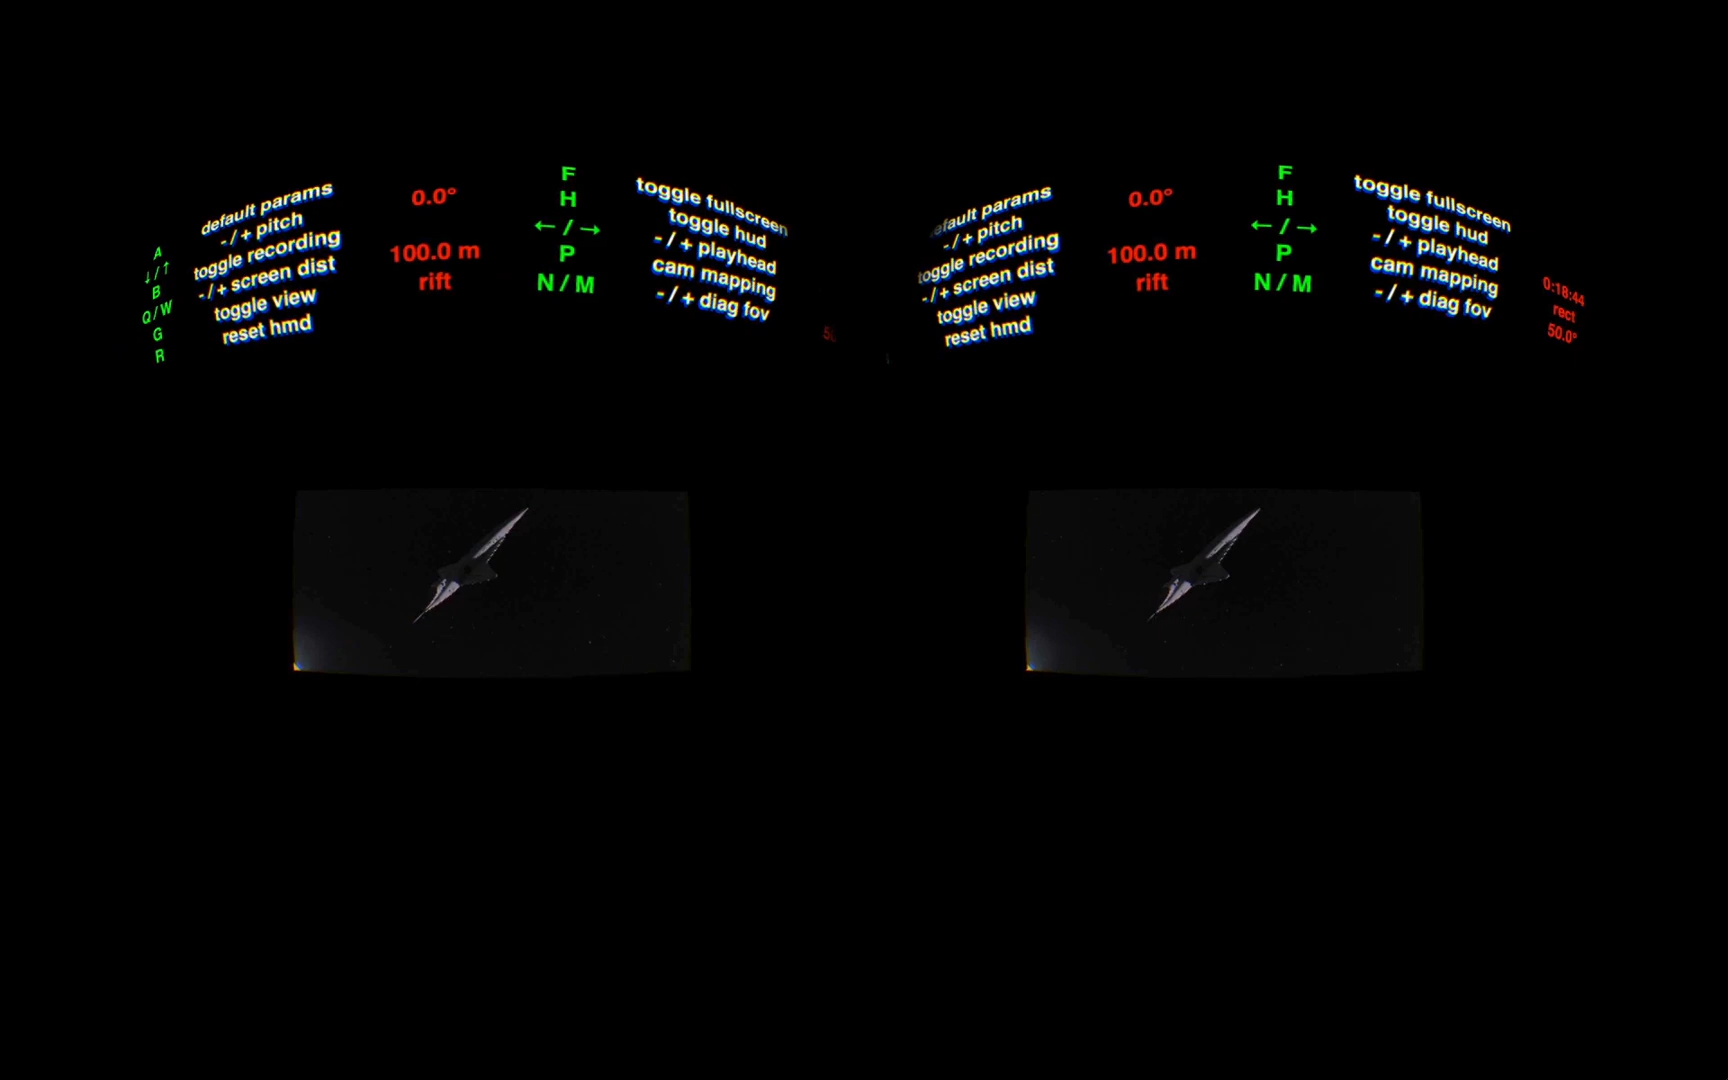 A default params 0.0° F toggle fullscreen
↓ / ↑ - / + pitch H toggle hud
B toggle recording ← / → - / + playhead
Q / W - / + screen dist 100.0 m P cam mapping
G toggle view rift N / M - / + diag fov
R reset hmd
default params 0.0° F toggle fullscreen
- / + pitch H toggle hud
toggle recording ← / → - / + playhead 0:18:44
- / + screen dist 100.0 m P cam mapping rect
toggle view rift N / M - / + diag fov 50.0°
reset hmd